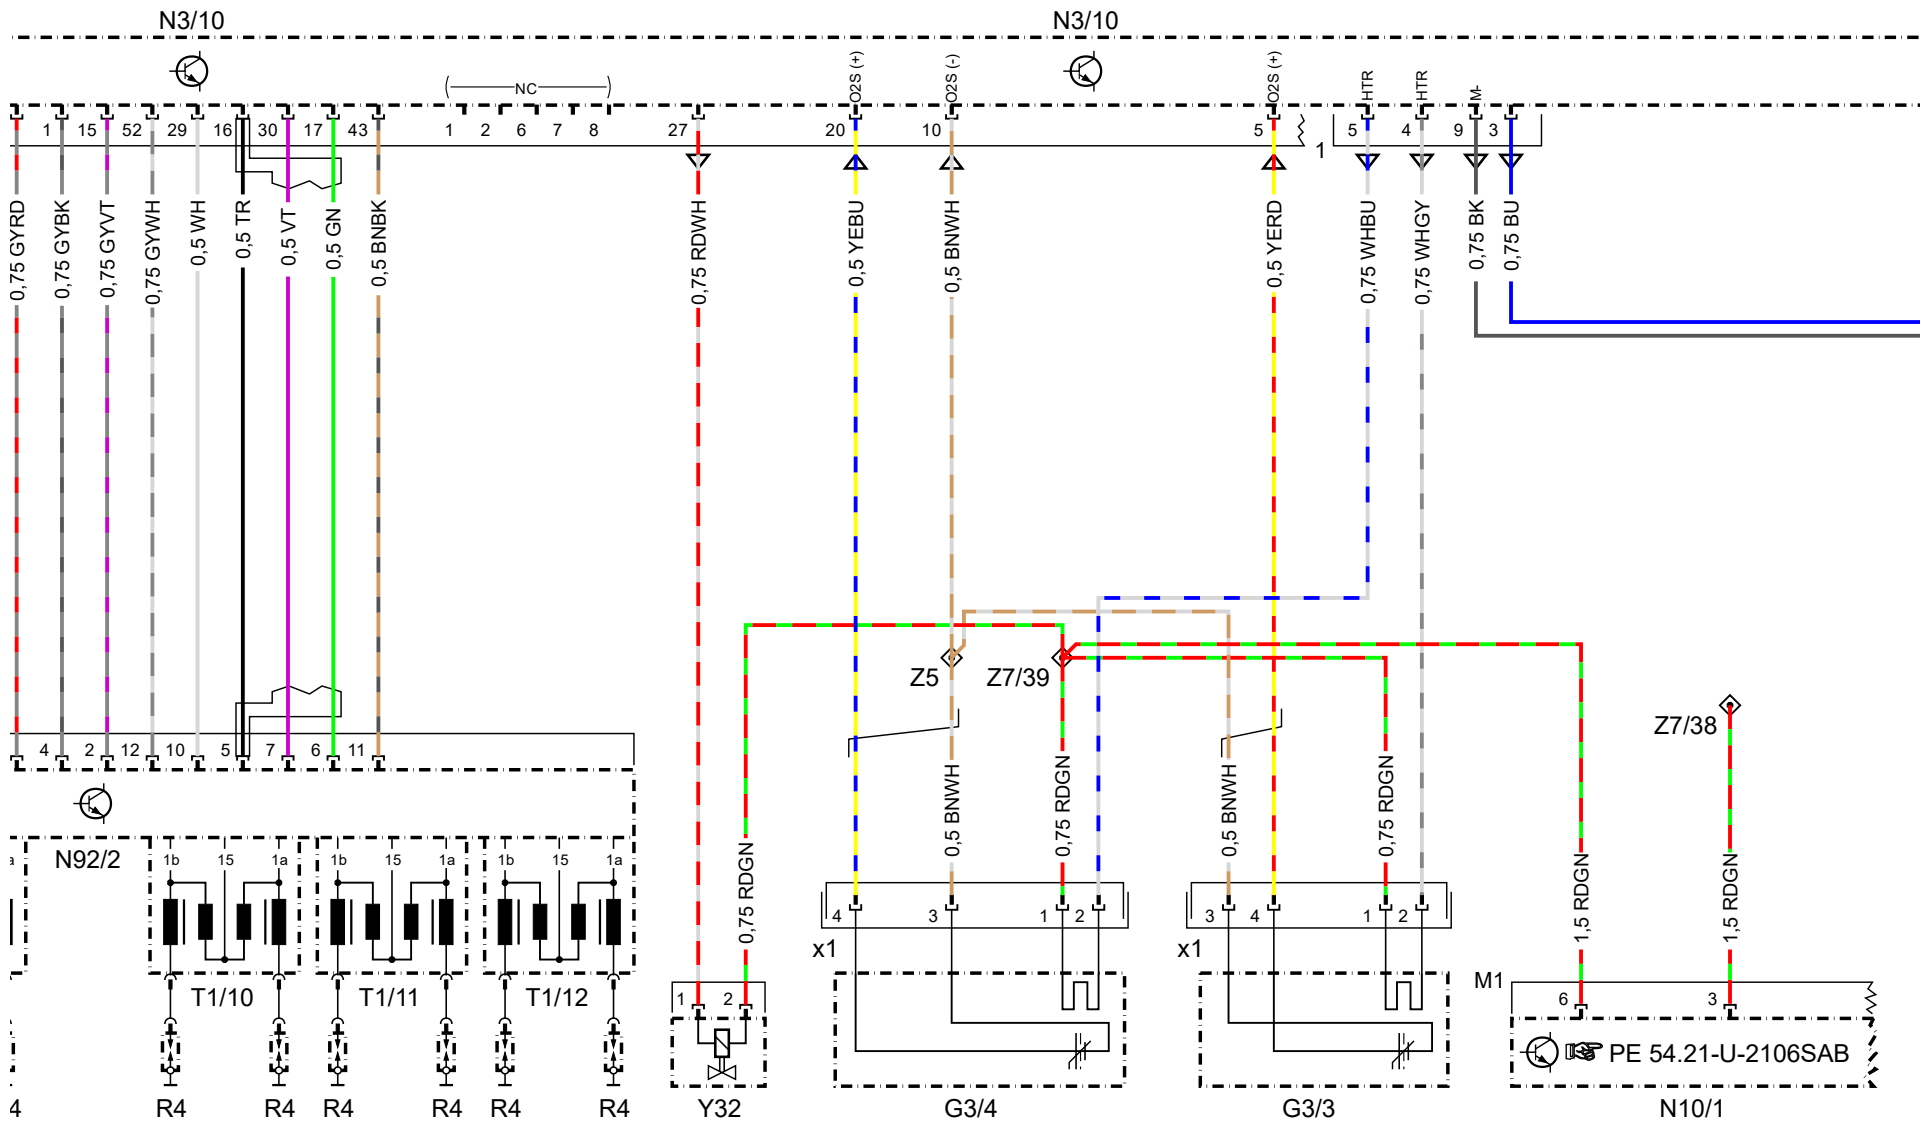 N3/10 N3/10
NC O2S (+) O2S (-) O2S (+) HTR HTR M-
1 15 52 29 16 30 17 43 1 2 6 7 8 27 20 10 5 1 5 4 9 3
0,75 GYRD 0,75 GYBK 0,75 GYVT 0,75 GYWH 0,5 WH 0,5 TR 0,5 VT 0,5 GN 0,5 BNBK 0,75 RDWH 0,5 YEBU 0,5 BNWH 0,5 YERD 0,75 WHBU 0,75 WHGY 0,75 BK 0,75 BU
Z5 Z7/39
Z7/38
4 2 12 10 5 7 6 11
0,5 BNWH 0,75 RDGN 0,5 BNWH 0,75 RDGN
N92/2 1b 15 1a 1b 15 1a 1b 15 1a
0,75 RDGN 1,5 RDGN 1,5 RDGN
4 3 1 2 3 4 1 2
x1 x1
T1/10 T1/11 T1/12
M1
1 2 6 3
PE 54.21-U-2106SAB
4 R4 R4 R4 R4 R4 R4 Y32 G3/4 G3/3 N10/1